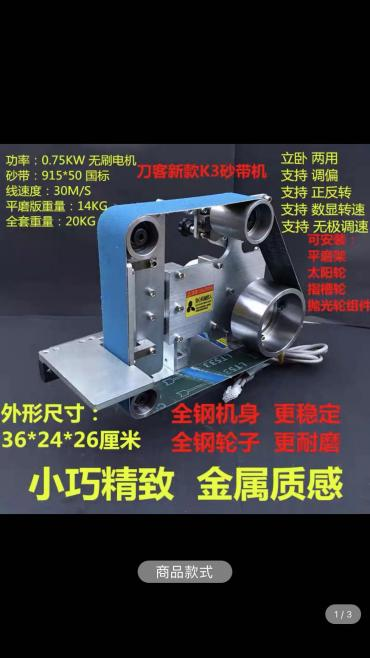 功率：0.75KW 无刷电机
砂带：915*50 国标
线速度：30M/S
平磨版重量：14KG
全套重量：20KG
刀客新款K3砂带机
立卧 两用
支持 调偏
支持 正反转
支持 数显转速
支持 无极调速
可安装：
平磨架
太阳轮
指槽轮
抛光轮组件
外形尺寸：
36*24*26厘米
全钢机身 更稳定
全钢轮子 更耐磨
小巧精致 金属质感
商品款式
1/3